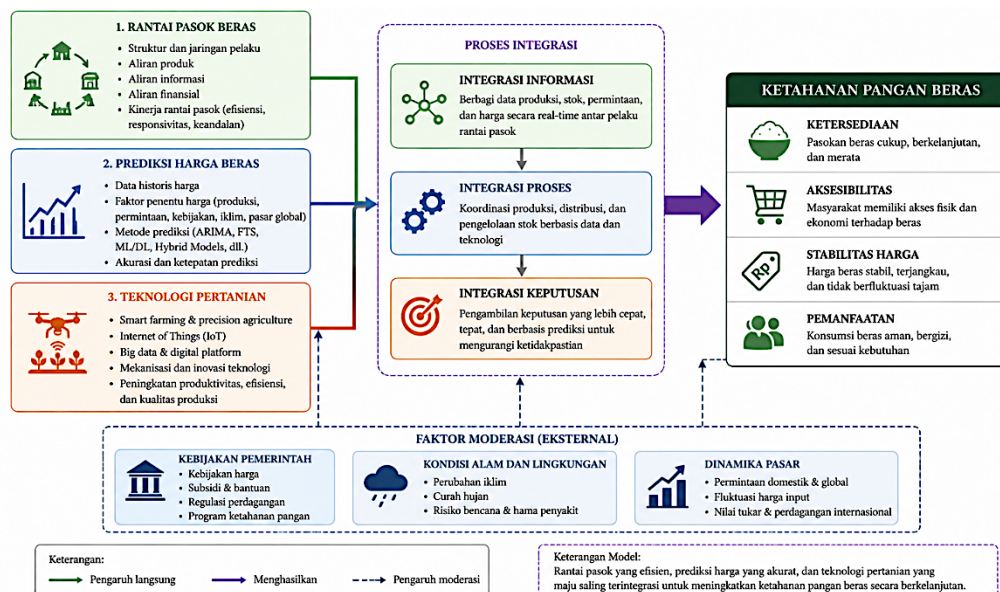 1. RANTAI PASOK BERAS
• Struktur dan jaringan pelaku
• Aliran produk
• Aliran informasi
• Aliran finansial
• Kinerja rantai pasok (efisiensi,
responsivitas, keandalan)
2. PREDIKSI HARGA BERAS
• Data historis harga
• Faktor penentu harga (produksi,
permintaan, kebijakan, iklim, pasar global)
• Metode prediksi (ARIMA, FTS,
ML/DL, Hybrid Models, dll.)
• Akurasi dan ketepatan prediksi
3. TEKNOLOGI PERTANIAN
• Smart farming & precision agriculture
• Internet of Things (IoT)
• Big data & digital platform
• Mekanisasi dan inovasi teknologi
• Peningkatan produktivitas, efisiensi,
dan kualitas produksi
PROSES INTEGRASI
INTEGRASI INFORMASI
Berbagi data produksi, stok, permintaan,
dan harga secara real-time antar pelaku
rantai pasok
INTEGRASI PROSES
Koordinasi produksi, distribusi, dan
pengelolaan stok berbasis data dan
teknologi
INTEGRASI KEPUTUSAN
Pengambilan keputusan yang lebih cepat,
tepat, dan berbasis prediksi untuk
mengurangi ketidakpastian
KETAHANAN PANGAN BERAS
KETERSEDIAAN
Pasokan beras cukup, berkelanjutan,
dan merata
AKSESIBILITAS
Masyarakat memiliki akses fisik dan
ekonomi terhadap beras
Rp
STABILITAS HARGA
Harga beras stabil, terjangkau,
dan tidak berfluktuasi tajam
PEMANFAATAN
Konsumsi beras aman, bergizi,
dan sesuai kebutuhan
FAKTOR MODERASI (EKSTERNAL)
KEBIJAKAN PEMERINTAH
• Kebijakan harga
• Subsidi & bantuan
• Regulasi perdagangan
• Program ketahanan pangan
KONDISI ALAM DAN LINGKUNGAN
• Perubahan iklim
• Curah hujan
• Risiko bencana & hama penyakit
DINAMIKA PASAR
• Permintaan domestik & global
• Fluktuasi harga input
• Nilai tukar & perdagangan internasional
Keterangan:
Pengaruh langsung
Menghasilkan
Pengaruh moderasi
Keterangan Model:
Rantai pasok yang efisien, prediksi harga yang akurat, dan teknologi pertanian yang
maju saling terintegrasi untuk meningkatkan ketahanan pangan beras secara berkelanjutan.